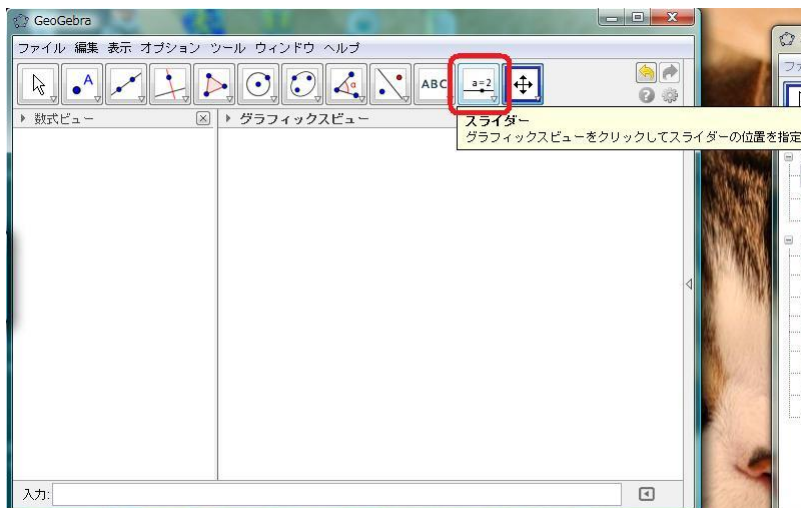 GeoGebra
ファイル 編集 表示 オプション ツール ウィンドウ ヘルプ
A
α
ABC
a=2
数式ビュー
グラフィックスビュー
スライダー
グラフィックスビューをクリックしてスライダーの位置を指定
入力: